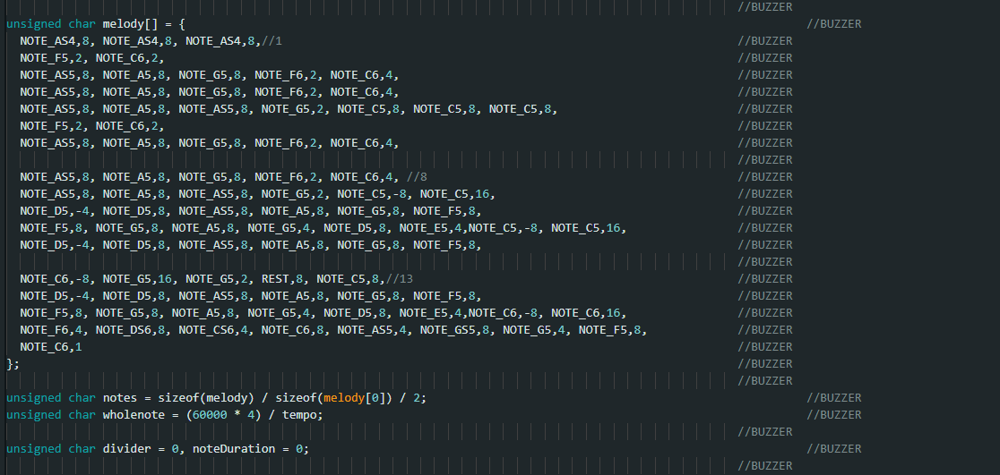 //BUZZER
unsigned char melody[] = { //BUZZER
NOTE_AS4,8, NOTE_AS4,8, NOTE_AS4,8,//1 //BUZZER
NOTE_F5,2, NOTE_C6,2, //BUZZER
NOTE_AS5,8, NOTE_A5,8, NOTE_G5,8, NOTE_F6,2, NOTE_C6,4, //BUZZER
NOTE_AS5,8, NOTE_A5,8, NOTE_G5,8, NOTE_F6,2, NOTE_C6,4, //BUZZER
NOTE_AS5,8, NOTE_A5,8, NOTE_AS5,8, NOTE_G5,2, NOTE_C5,8, NOTE_C5,8, NOTE_C5,8, //BUZZER
NOTE_F5,2, NOTE_C6,2, //BUZZER
NOTE_AS5,8, NOTE_A5,8, NOTE_G5,8, NOTE_F6,2, NOTE_C6,4, //BUZZER
//BUZZER
NOTE_AS5,8, NOTE_A5,8, NOTE_G5,8, NOTE_F6,2, NOTE_C6,4, //8 //BUZZER
NOTE_AS5,8, NOTE_A5,8, NOTE_AS5,8, NOTE_G5,2, NOTE_C5,-8, NOTE_C5,16, //BUZZER
NOTE_D5,-4, NOTE_D5,8, NOTE_AS5,8, NOTE_A5,8, NOTE_G5,8, NOTE_F5,8, //BUZZER
NOTE_F5,8, NOTE_G5,8, NOTE_A5,8, NOTE_G5,4, NOTE_D5,8, NOTE_E5,4,NOTE_C5,-8, NOTE_C5,16, //BUZZER
NOTE_D5,-4, NOTE_D5,8, NOTE_AS5,8, NOTE_A5,8, NOTE_G5,8, NOTE_F5,8, //BUZZER
//BUZZER
NOTE_C6,-8, NOTE_G5,16, NOTE_G5,2, REST,8, NOTE_C5,8,//13 //BUZZER
NOTE_D5,-4, NOTE_D5,8, NOTE_AS5,8, NOTE_A5,8, NOTE_G5,8, NOTE_F5,8, //BUZZER
NOTE_F5,8, NOTE_G5,8, NOTE_A5,8, NOTE_G5,4, NOTE_D5,8, NOTE_E5,4,NOTE_C6,-8, NOTE_C6,16, //BUZZER
NOTE_F6,4, NOTE_DS6,8, NOTE_CS6,4, NOTE_C6,8, NOTE_AS5,4, NOTE_GS5,8, NOTE_G5,4, NOTE_F5,8, //BUZZER
NOTE_C6,1 //BUZZER
}; //BUZZER
//BUZZER
unsigned char notes = sizeof(melody) / sizeof(melody[0]) / 2; //BUZZER
unsigned char wholenote = (60000 * 4) / tempo; //BUZZER
//BUZZER
unsigned char divider = 0, noteDuration = 0; //BUZZER
//BUZZER